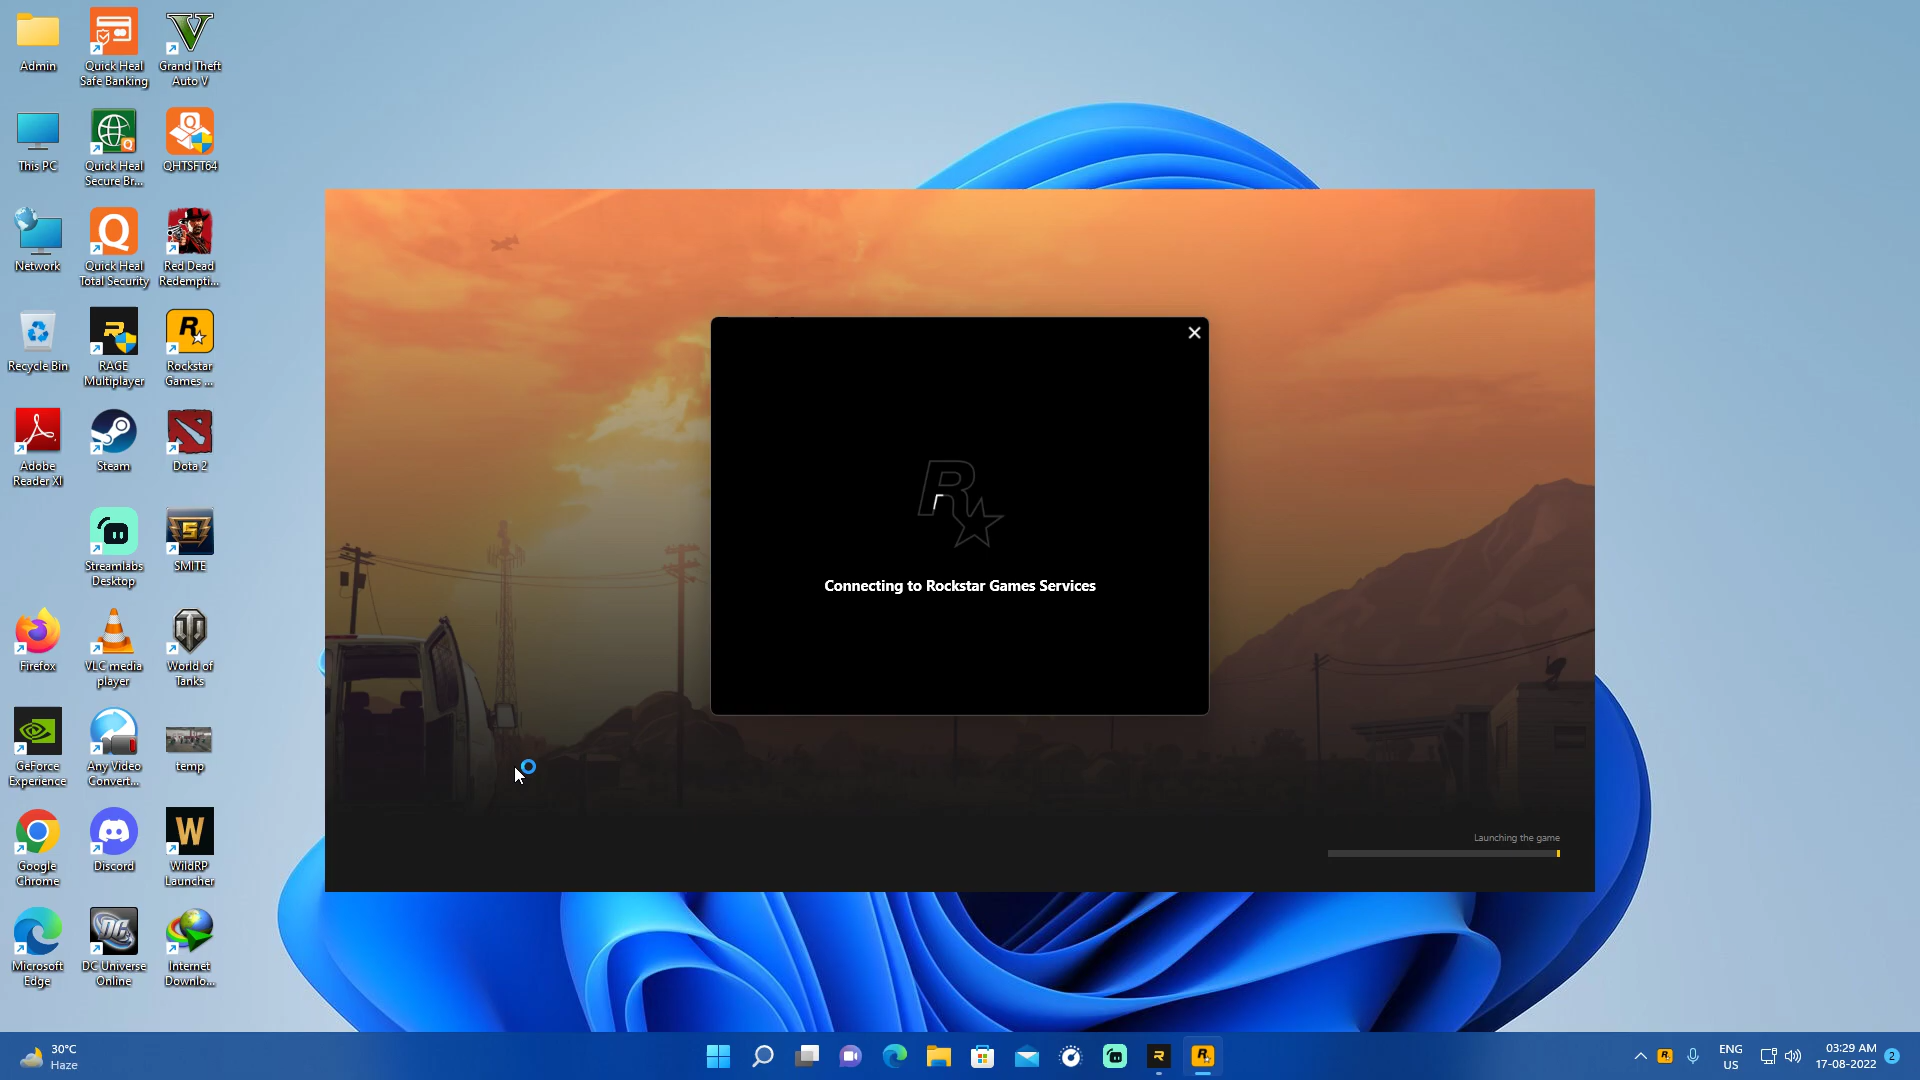 Admin
Quick Heal
Safe Banking
Grand Theft
Auto V
This PC
Quick Heal
Secure Br...
QHTSFT64
Network
Quick Heal
Total Security
Red Dead
Redempti...
Recycle Bin
RAGE
Multiplayer
Rockstar
Games ...
Adobe
Reader XI
Steam
Dota 2
Streamlabs
Desktop
SMITE
Firefox
VLC media
player
World of
Tanks
GeForce
Experience
Any Video
Convert...
temp
Google
Chrome
Discord
WildRP
Launcher
Microsoft
Edge
DC Universe
Online
Internet
Downlo...
Connecting to Rockstar Games Services
Launching the game
30°C
Haze
ENG
US
03:29 AM
17-08-2022
2